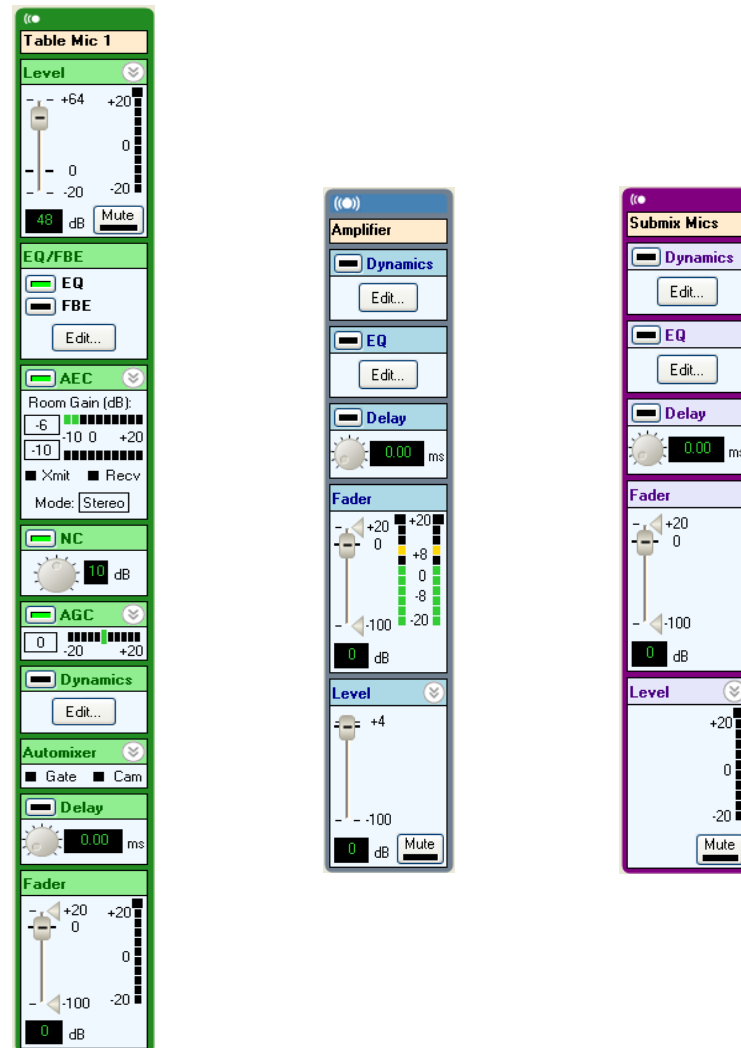 Table Mic 1
Level
+64 +20
0
0
-20 -20
48 dB Mute
EQ/FBE
EQ
FBE
Edit...
AEC
Room Gain (dB):
-6
-10 0 +20
-10
Xmit Recv
Mode: Stereo
NC
10 dB
AGC
0 -20 +20
Dynamics
Edit...
Automixer
Gate Cam
Delay
0.00 ms
Fader
+20 +20
0
0
-100 -20
0 dB
Amplifier
Dynamics
Edit...
EQ
Edit...
Delay
0.00 ms
Fader
+20 +20
0
+8
0
-8
-100 -20
0 dB
Level
+4
-100
0 dB Mute
Submix Mics
Dynamics
Edit...
EQ
Edit...
Delay
0.00
Fader
+20
0
-100
0 dB
Level
+20
0
-20
Mute